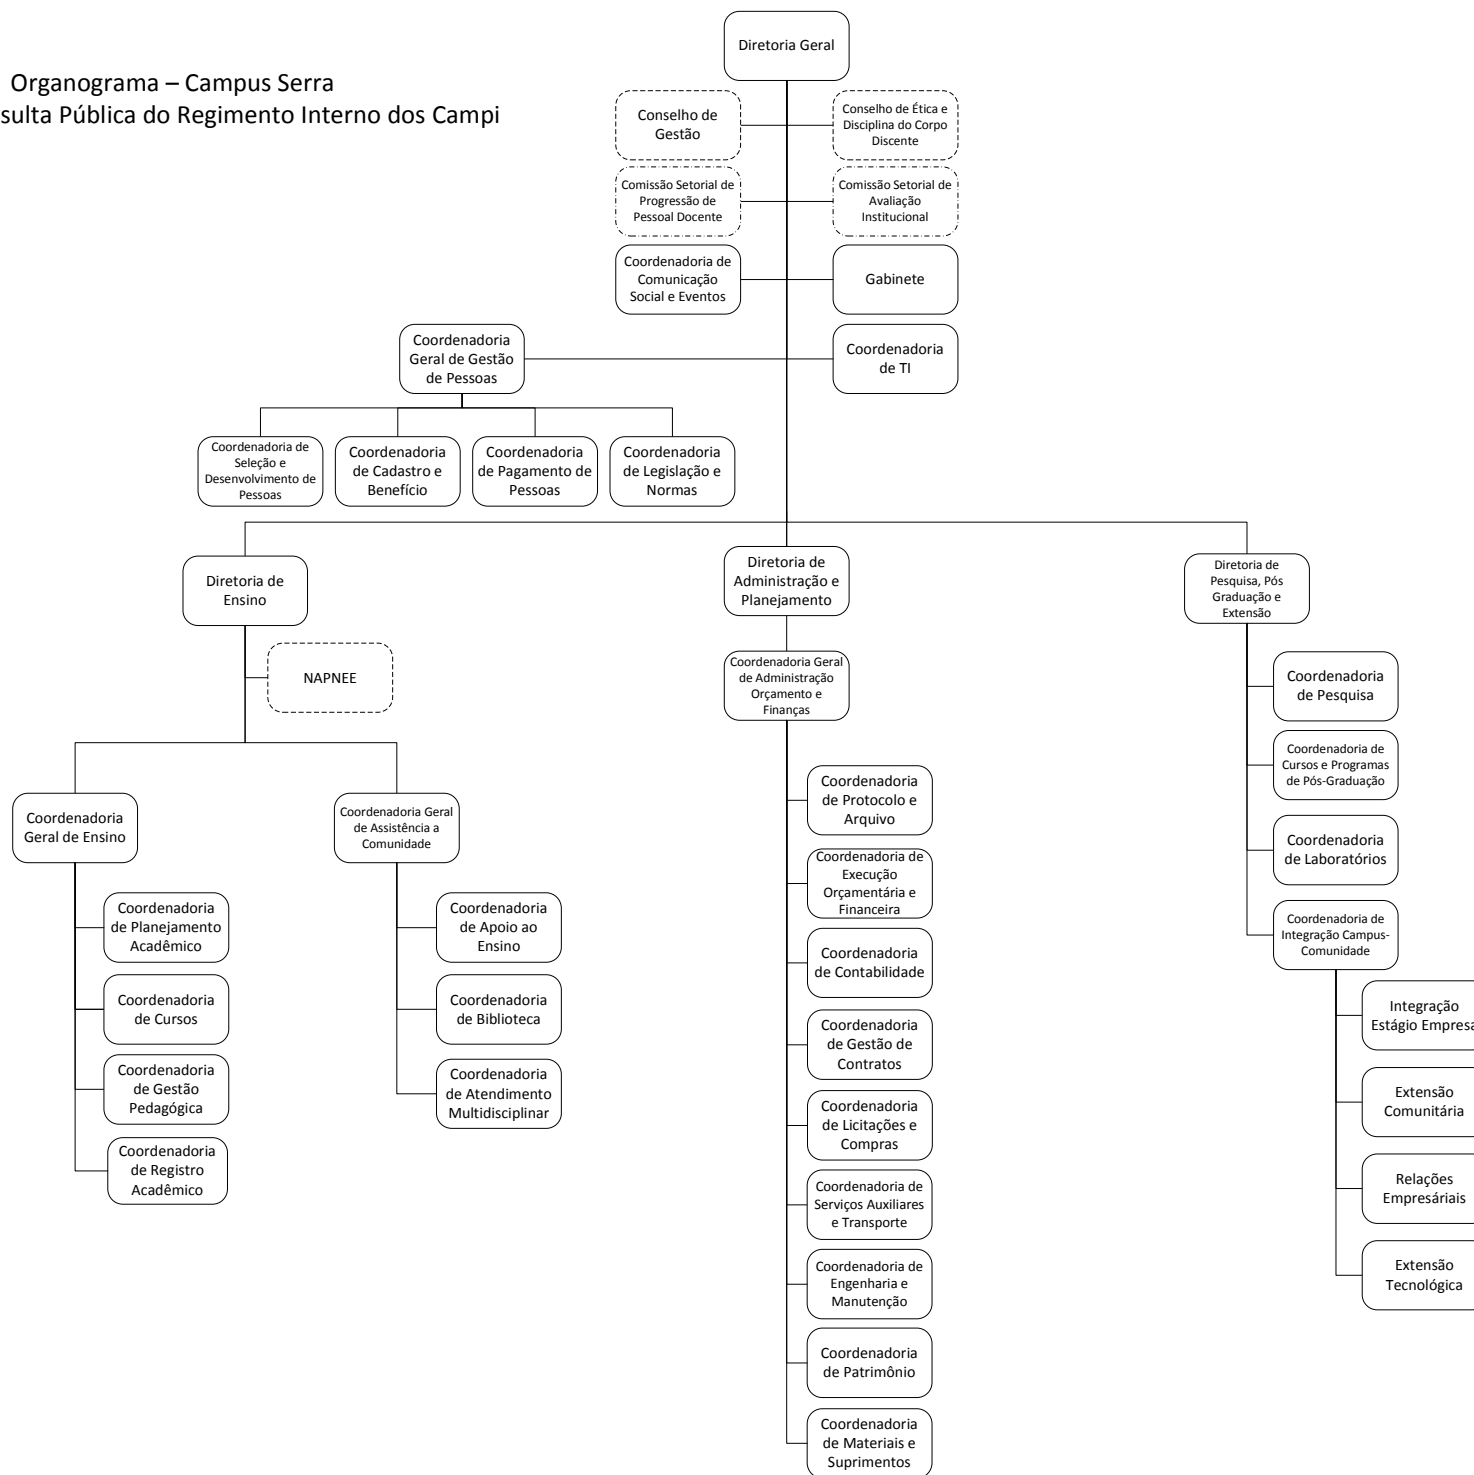 Diretoria Geral
Organograma – Campus Serra
sulta Pública do Regimento Interno dos Campi
Conselho de
Gestão
Conselho de Ética e
Disciplina do Corpo
Discente
Comissão Setorial de
Progressão de
Pessoal Docente
Comissão Setorial de
Avaliação
Institucional
Coordenadoria de
Comunicação
Social e Eventos
Gabinete
Coordenadoria
Geral de Gestão
de Pessoas
Coordenadoria
de TI
Coordenadoria de
Seleção e
Desenvolvimento de
Pessoas
Coordenadoria
de Cadastro e
Benefício
Coordenadoria
de Pagamento de
Pessoas
Coordenadoria
de Legislação e
Normas
Diretoria de
Ensino
Diretoria de
Administração e
Planejamento
Diretoria de
Pesquisa, Pós
Graduação e
Extensão
NAPNEE
Coordenadoria Geral
de Administração
Orçamento e
Finanças
Coordenadoria
de Pesquisa
Coordenadoria de
Cursos e Programas
de Pós-Graduação
Coordenadoria
de Laboratórios
Coordenadoria de
Integração Campus-
Comunidade
Integração
Estágio Empresa
Extensão
Comunitária
Relações
Empresáriais
Extensão
Tecnológica
Coordenadoria
Geral de Ensino
Coordenadoria Geral
de Assistência a
Comunidade
Coordenadoria
de Planejamento
Acadêmico
Coordenadoria
de Cursos
Coordenadoria
de Gestão
Pedagógica
Coordenadoria
de Registro
Acadêmico
Coordenadoria
de Apoio ao
Ensino
Coordenadoria
de Biblioteca
Coordenadoria
de Atendimento
Multidisciplinar
Coordenadoria
de Protocolo e
Arquivo
Coordenadoria de
Execução
Orçamentária e
Financeira
Coordenadoria
de Contabilidade
Coordenadoria
de Gestão de
Contratos
Coordenadoria
de Licitações e
Compras
Coordenadoria de
Serviços Auxiliares
e Transporte
Coordenadoria de
Engenharia e
Manutenção
Coordenadoria
de Patrimônio
Coordenadoria
de Materiais e
Suprimentos